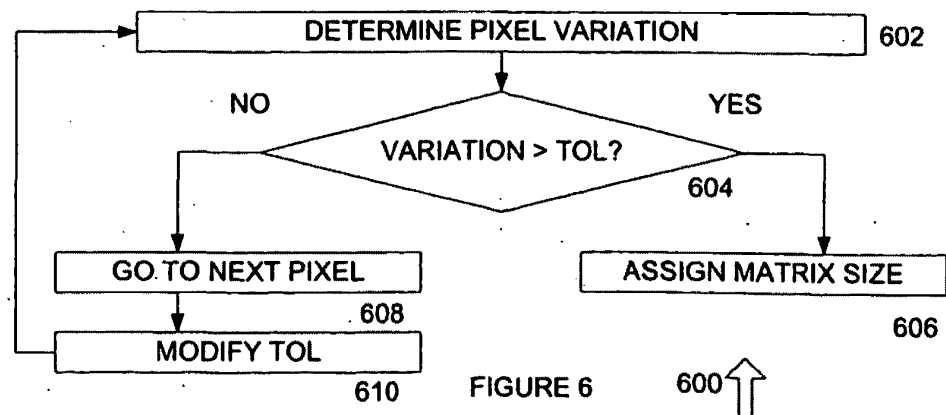 DETERMINE PIXEL VARIATION
602
NO
YES
VARIATION > TOL?
604
GO TO NEXT PIXEL
608
ASSIGN MATRIX SIZE
606
MODIFY TOL
610
FIGURE 6
600